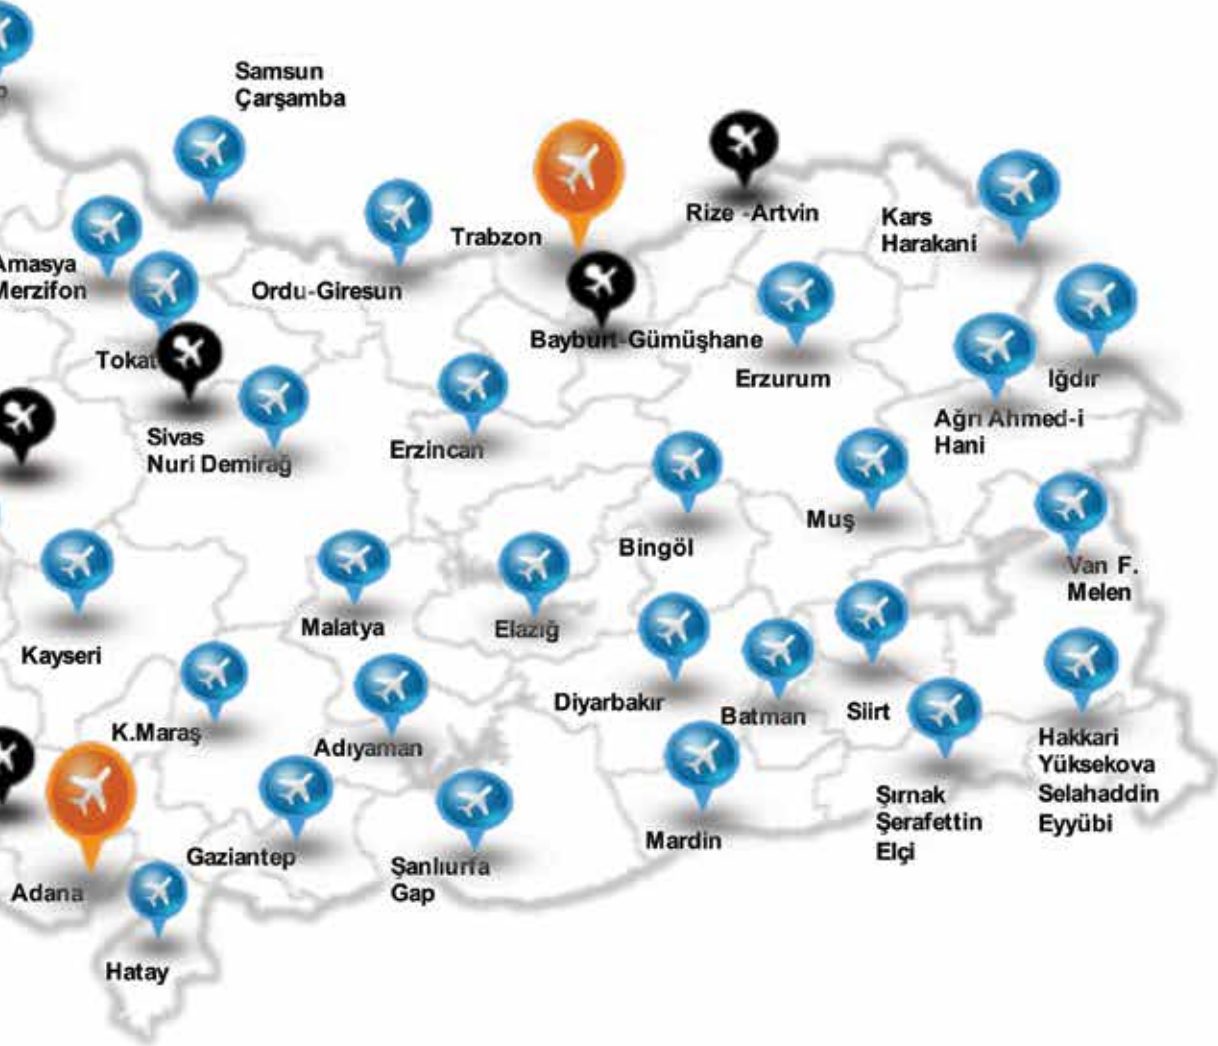 Samsun
Çarşamba
Rize -Artvin
Kars
Harakani
Trabzon
Amasya
Merzifon
Ordu-Giresun
Bayburt-Gümüşhane
Tokat
Erzurum
Iğdır
Ağrı Ahmed-i
Hani
Sivas
Nuri Demirağ
Erzincan
Muş
Bingöl
Van F.
Melen
Malatya
Elazığ
Kayseri
Diyarbakır
Batman
Siirt
K.Maraş
Adıyaman
Hakkari
Yüksekova
Selahaddin
Eyyübi
Şırnak
Şerafettin
Elçi
Mardin
Gaziantep
Şanlıurfa
Gap
Adana
Hatay